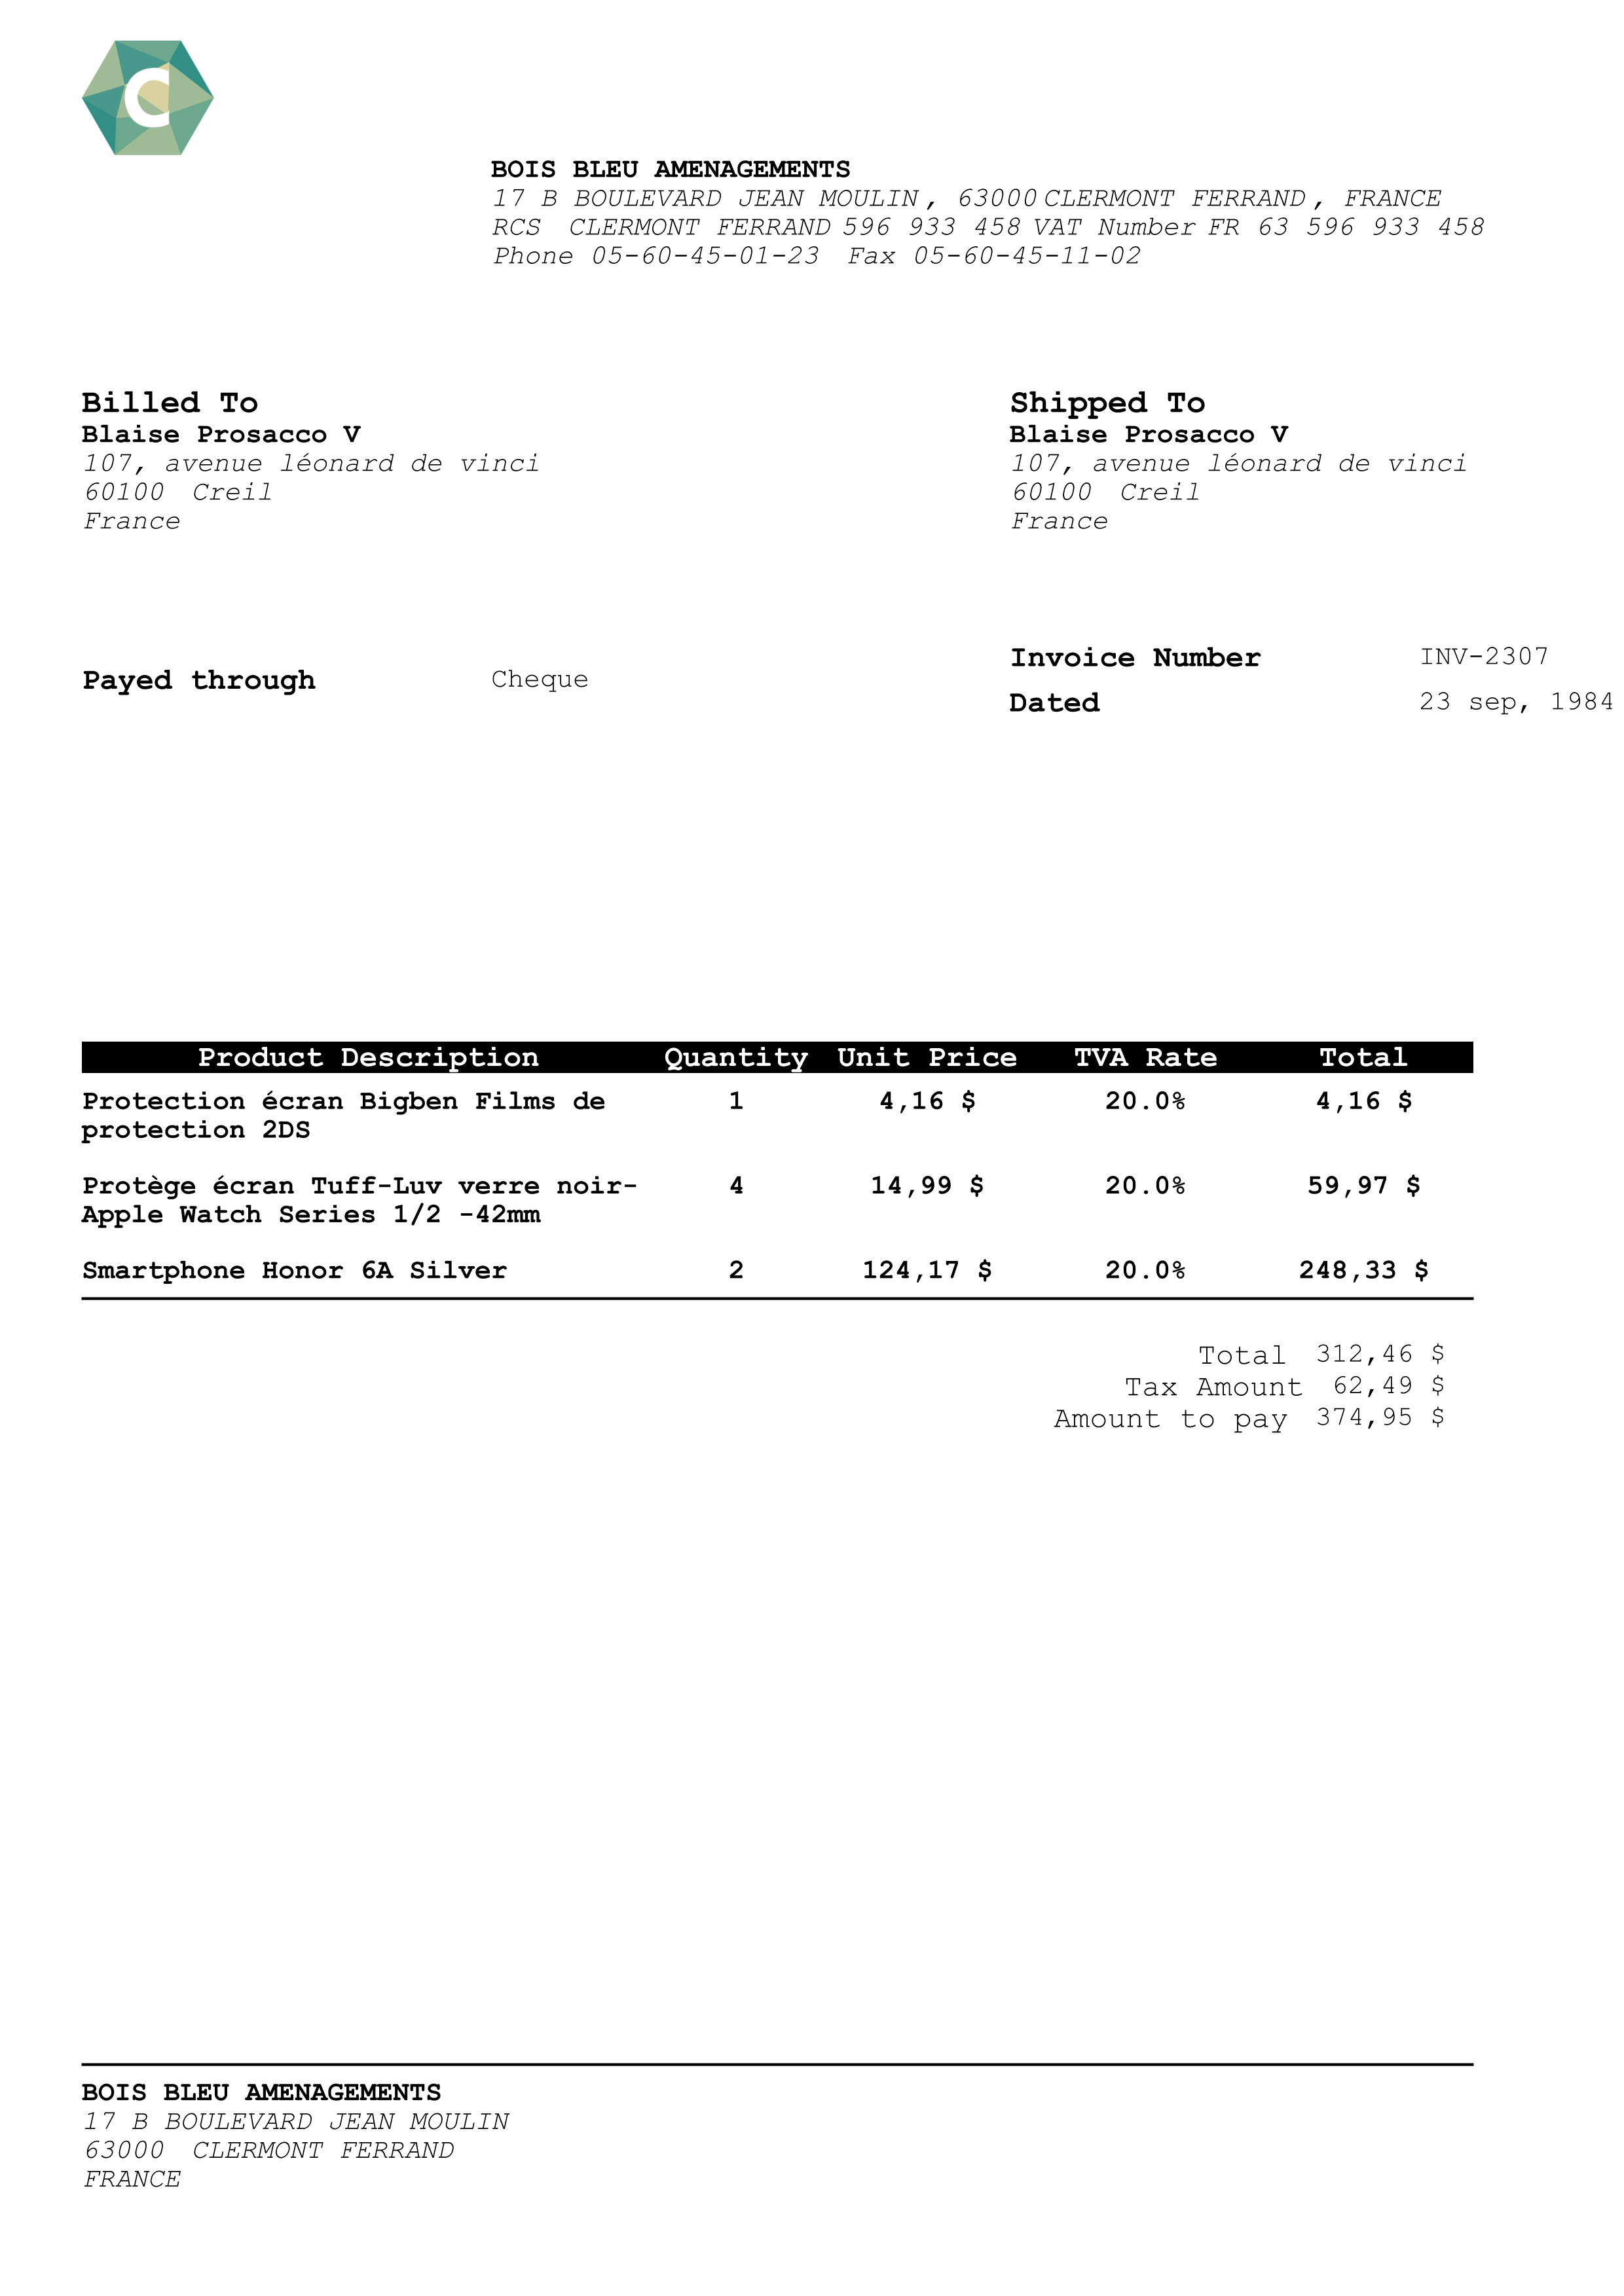 C
BOIS BLEU AMENAGEMENTS
17 B BOULEVARD JEAN MOULIN, 63000 CLERMONT FERRAND, FRANCE
RCS CLERMONT FERRAND 596 933 458 VAT Number FR 63 596 933 458
Phone 05-60-45-01-23 Fax 05-60-45-11-02
Billed To
Blaise Prosacco V
107, avenue léonard de vinci
60100 Creil
France
Shipped To
Blaise Prosacco V
107, avenue léonard de vinci
60100 Creil
France
Payed through Cheque
Invoice Number INV-2307
Dated 23 sep, 1984
Product Description Quantity Unit Price TVA Rate Total
Protection écran Bigben Films de 1 4,16 $ 20.0% 4,16 $
protection 2DS
Protège écran Tuff-Luv verre noir- 4 14,99 $ 20.0% 59,97 $
Apple Watch Series 1/2 -42mm
Smartphone Honor 6A Silver 2 124,17 $ 20.0% 248,33 $
Total 312,46 $
Tax Amount 62,49 $
Amount to pay 374,95 $
BOIS BLEU AMENAGEMENTS
17 B BOULEVARD JEAN MOULIN
63000 CLERMONT FERRAND
FRANCE